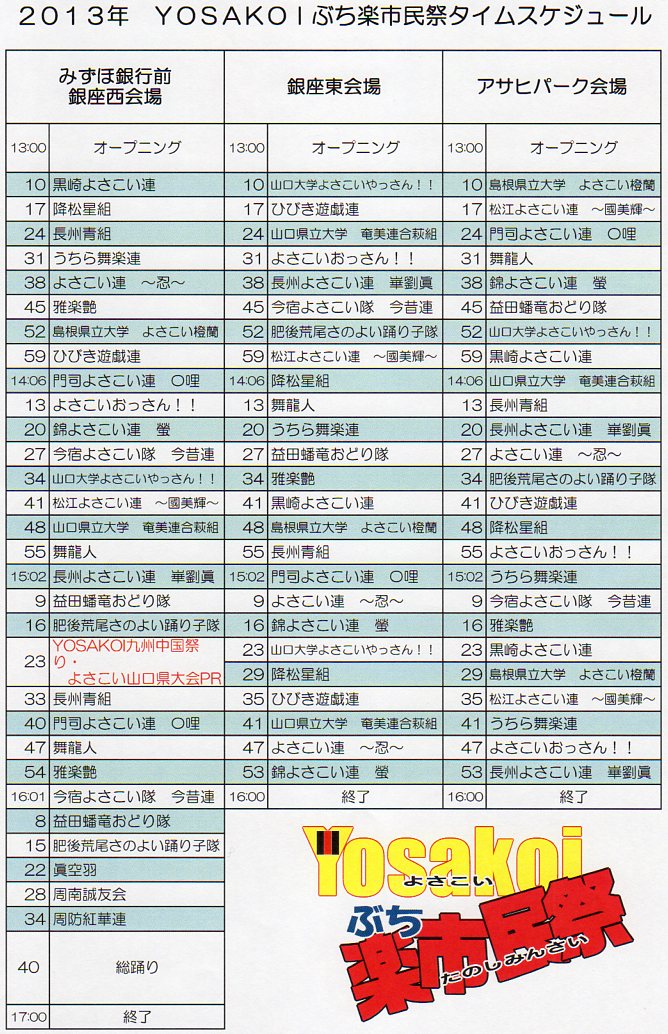 ２０１３年　ＹＯＳＡＫＯＩぶち楽市民祭タイムスケジュール
みずほ銀行前
銀座西会場
銀座東会場
アサヒパーク会場
13:00 オープニング 13:00 オープニング 13:00 オープニング
10 黒崎よさこい連 10 山口大学よさこいやっさん！！ 10 島根県立大学　よさこい橙蘭
17 降松星組 17 ひびき遊戯連 17 松江よさこい連　～國美輝～
24 長州青組 24 山口県立大学　奄美連合萩組 24 門司よさこい連　〇哩
31 うちら舞楽連 31 よさこいおっさん！！ 31 舞龍人
38 よさこい連　～忍～ 38 長州よさこい連　崋劉眞 38 錦よさこい連　螢
45 雅楽艶 45 今宿よさこい隊　今昔連 45 益田蟠竜おどり隊
52 島根県立大学　よさこい橙蘭 52 肥後荒尾さのよい踊り子隊 52 山口大学よさこいやっさん！！
59 ひびき遊戯連 59 松江よさこい連　～國美輝～ 59 黒崎よさこい連
14:06 門司よさこい連　〇哩 14:06 降松星組 14:06 山口県立大学　奄美連合萩組
13 よさこいおっさん！！ 13 舞龍人 13 長州青組
20 錦よさこい連　螢 20 うちら舞楽連 20 長州よさこい連　崋劉眞
27 今宿よさこい隊　今昔連 27 益田蟠竜おどり隊 27 よさこい連　～忍～
34 山口大学よさこいやっさん！！ 34 雅楽艶 34 肥後荒尾さのよい踊り子隊
41 松江よさこい連　～國美輝～ 41 黒崎よさこい連 41 ひびき遊戯連
48 山口県立大学　奄美連合萩組 48 島根県立大学　よさこい橙蘭 48 降松星組
55 舞龍人 55 長州青組 55 よさこいおっさん！！
15:02 長州よさこい連　崋劉眞 15:02 門司よさこい連　〇哩 15:02 うちら舞楽連
9 益田蟠竜おどり隊 9 よさこい連　～忍～ 9 今宿よさこい隊　今昔連
16 肥後荒尾さのよい踊り子隊 16 錦よさこい連　螢 16 雅楽艶
23 YOSAKOI九州中国祭
り・
よさこい山口県大会PR
23 山口大学よさこいやっさん！！ 23 黒崎よさこい連
29 降松星組 29 島根県立大学　よさこい橙蘭
33 長州青組 35 ひびき遊戯連 35 松江よさこい連　～國美輝～
40 門司よさこい連　〇哩 41 山口県立大学　奄美連合萩組 41 うちら舞楽連
47 舞龍人 47 よさこい連　～忍～ 47 よさこいおっさん！！
54 雅楽艶 53 錦よさこい連　螢 53 長州よさこい連　崋劉眞
16:01 今宿よさこい隊　今昔連 16:00 終了 16:00 終了
8 益田蟠竜おどり隊
15 肥後荒尾さのよい踊り子隊
22 眞空羽
28 周南誠友会
34 周防紅華連
40 総踊り
17:00 終了
Yosakoi
よさこい
ぶち
楽市民祭
たのしみんさい